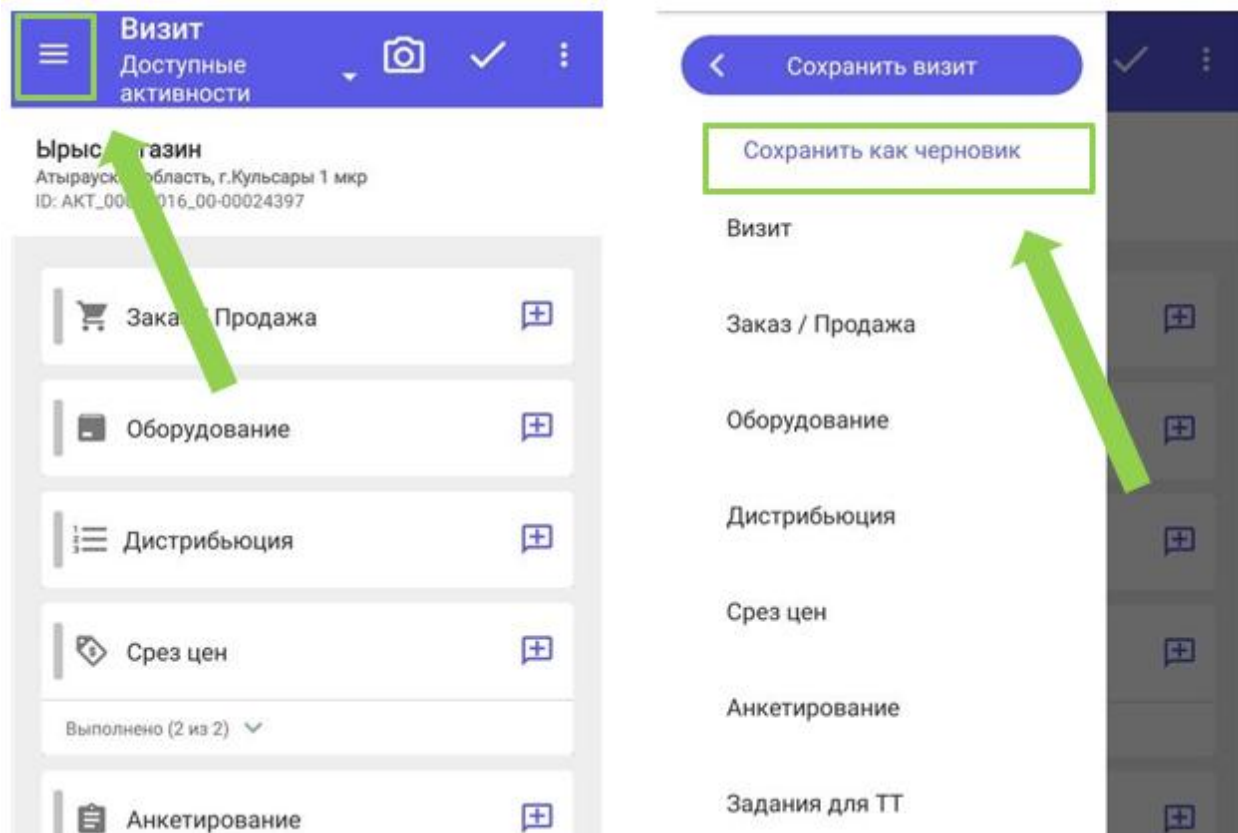 Визит
Доступные
активности
Ырыс
Атырауск область, г.Кульсары 1 мкр
ID: АКТ_00 016_00-00024397
Заказ / Продажа
Оборудование
Дистрибьюция
Срез цен
Выполнено (2 из 2)
Анкетирование
Сохранить визит
Сохранить как черновик
Визит
Заказ / Продажа
Оборудование
Дистрибьюция
Срез цен
Анкетирование
Задания для ТТ